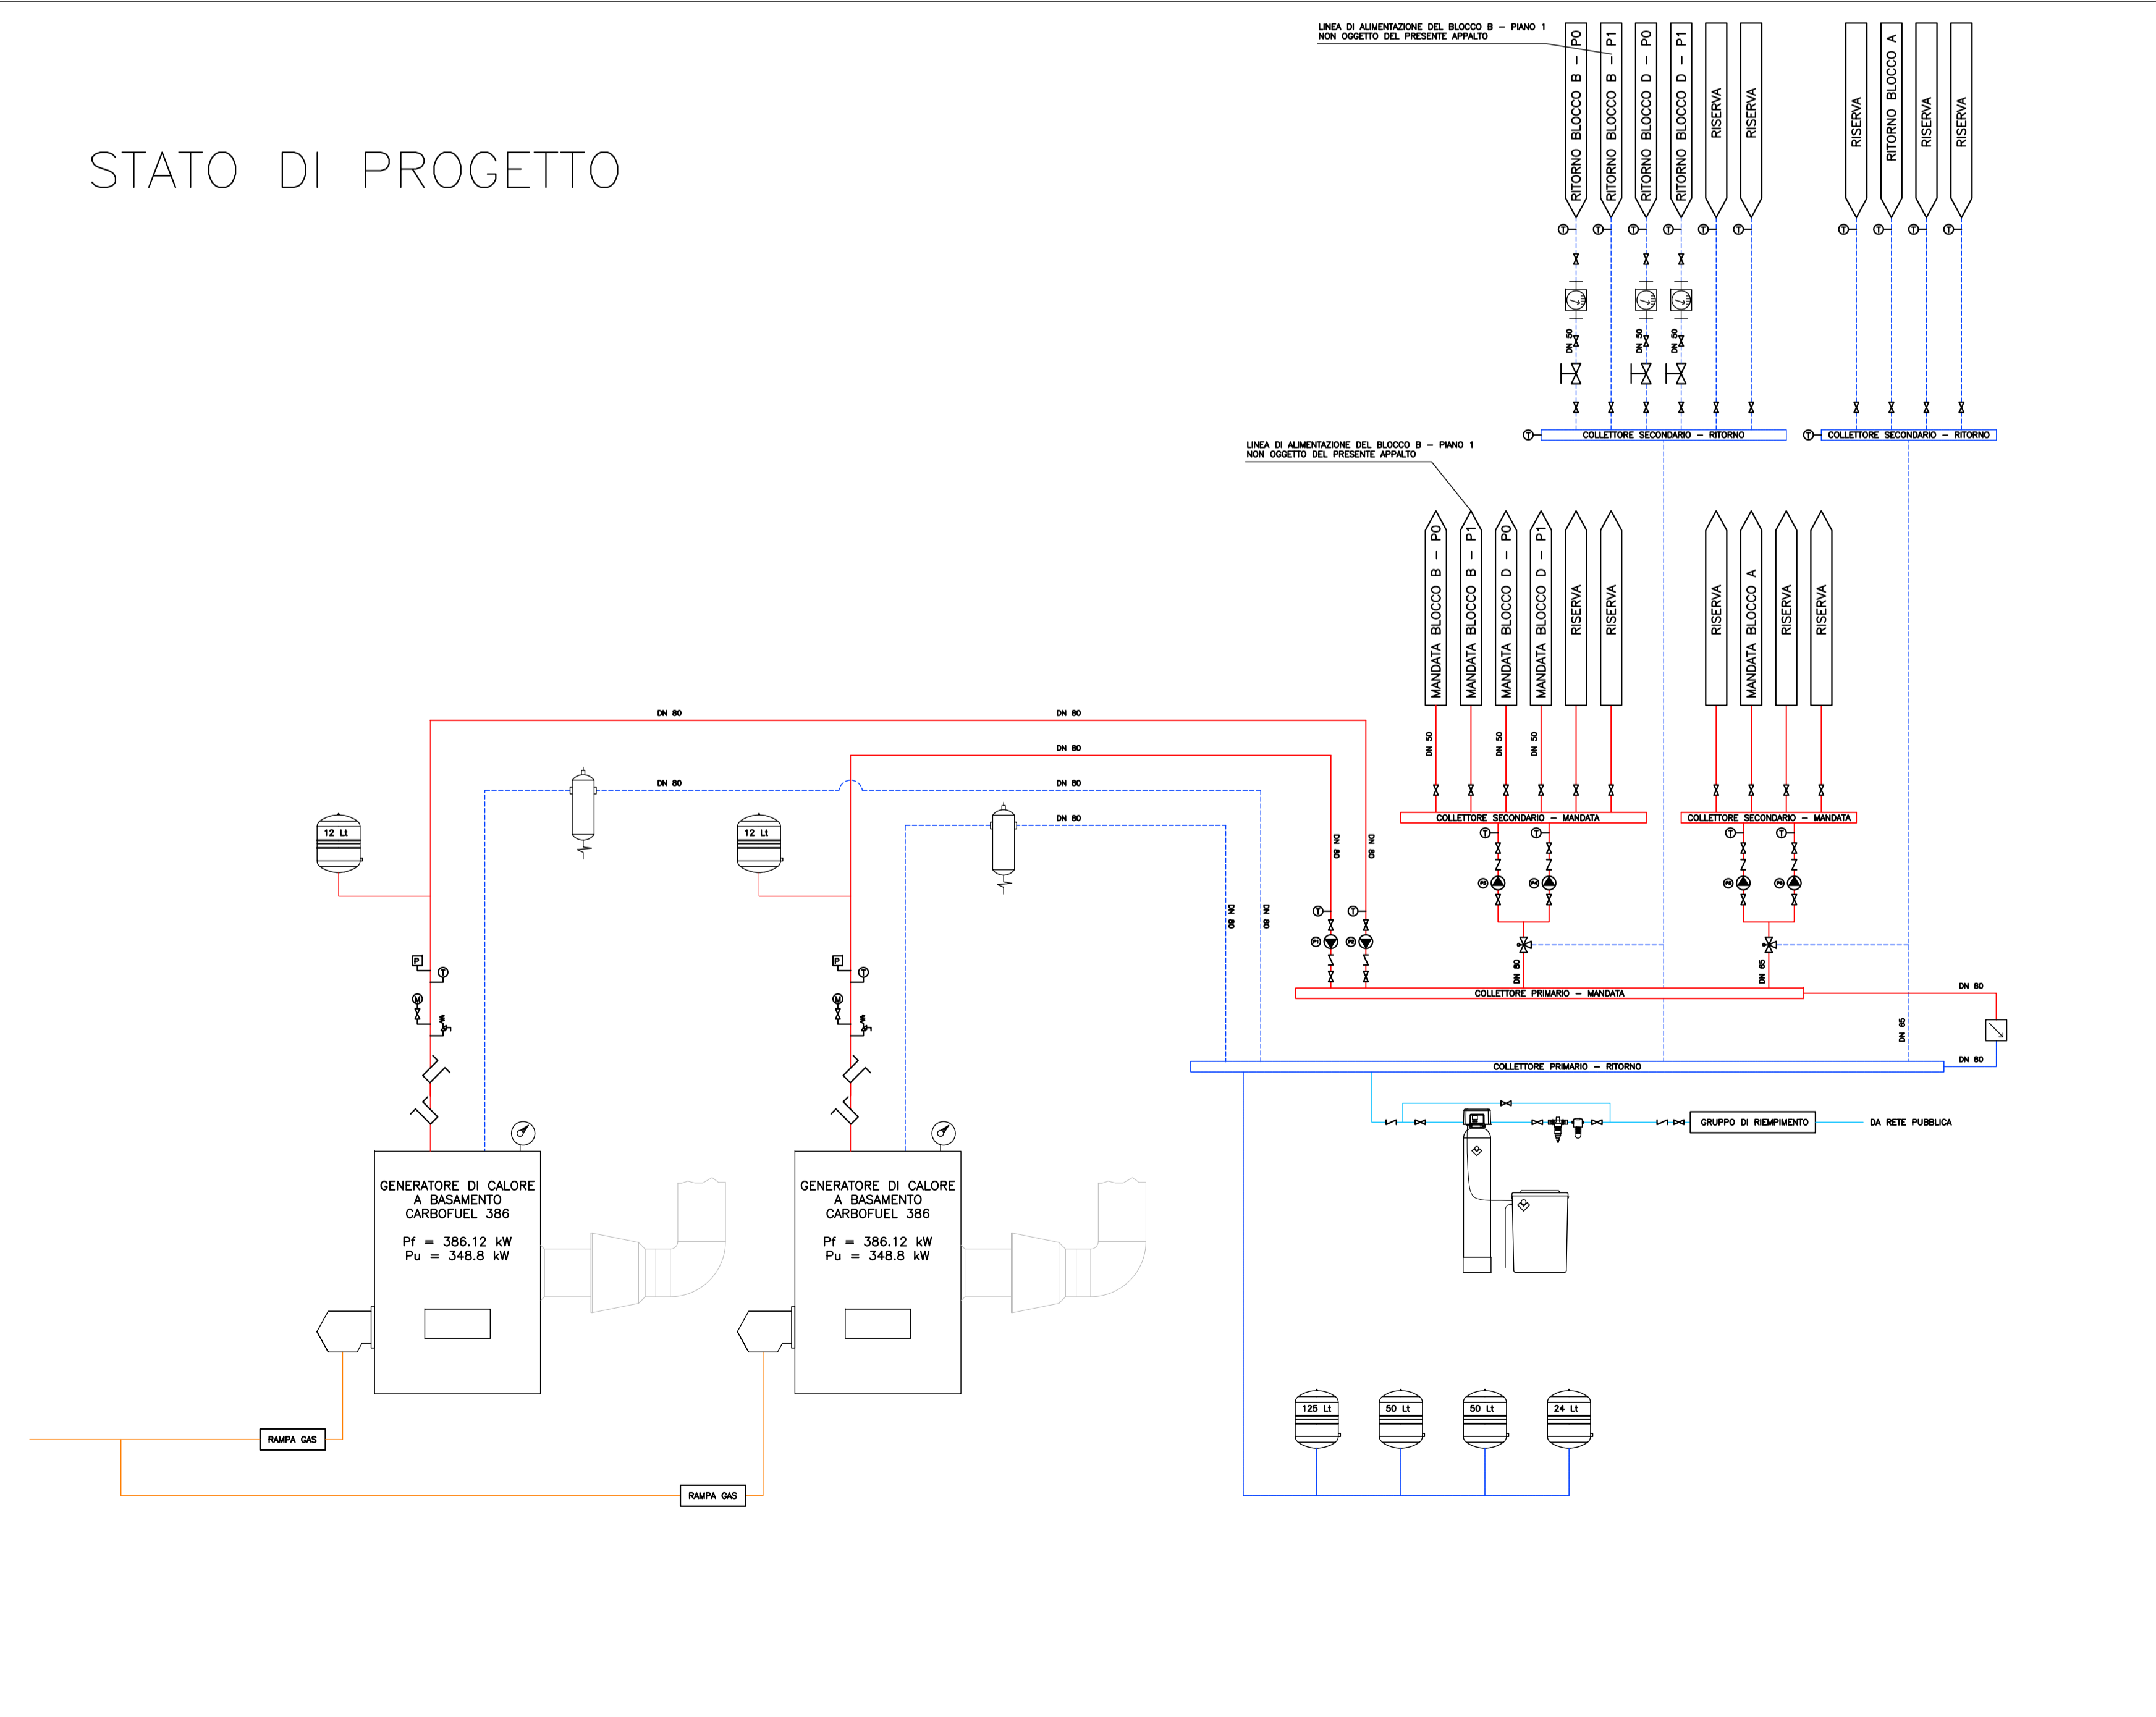 LINEA DI ALIMENTAZIONE DEL BLOCCO B – PIANO 1
NON OGGETTO DEL PRESENTE APPALTO
RITORNO BLOCCO B – P0
RITORNO BLOCCO B – P1
RITORNO BLOCCO D – P0
RITORNO BLOCCO D – P1
RISERVA
RISERVA
RISERVA
RITORNO BLOCCO A
RISERVA
RISERVA
STATO DI PROGETTO
T
T
T
T
T
T
T
T
T
T
DN 50
DN 50
DN 50
T
COLLETTORE SECONDARIO – RITORNO
T
COLLETTORE SECONDARIO – RITORNO
LINEA DI ALIMENTAZIONE DEL BLOCCO B – PIANO 1
NON OGGETTO DEL PRESENTE APPALTO
MANDATA BLOCCO B – P0
MANDATA BLOCCO B – P1
MANDATA BLOCCO D – P0
MANDATA BLOCCO D – P1
RISERVA
RISERVA
RISERVA
MANDATA BLOCCO A
RISERVA
RISERVA
DN 80
DN 80
DN 80
DN 80
DN 80
DN 80
DN 50
DN 50
DN 50
COLLETTORE SECONDARIO – MANDATA
COLLETTORE SECONDARIO – MANDATA
12 Lt
12 Lt
DN 80
DN 80
T
T
T
T
P3
P4
P5
P6
DN 80
DN 80
T
T
P1
P2
P
T
P
T
M
M
DN 80
DN 65
COLLETTORE PRIMARIO – MANDATA
DN 80
DN 65
COLLETTORE PRIMARIO – RITORNO
DN 80
GRUPPO DI RIEMPIMENTO
DA RETE PUBBLICA
GENERATORE DI CALORE
A BASAMENTO
CARBOFUEL 386
Pf = 386.12 kW
Pu = 348.8 kW
GENERATORE DI CALORE
A BASAMENTO
CARBOFUEL 386
Pf = 386.12 kW
Pu = 348.8 kW
125 Lt
50 Lt
50 Lt
24 Lt
RAMPA GAS
RAMPA GAS